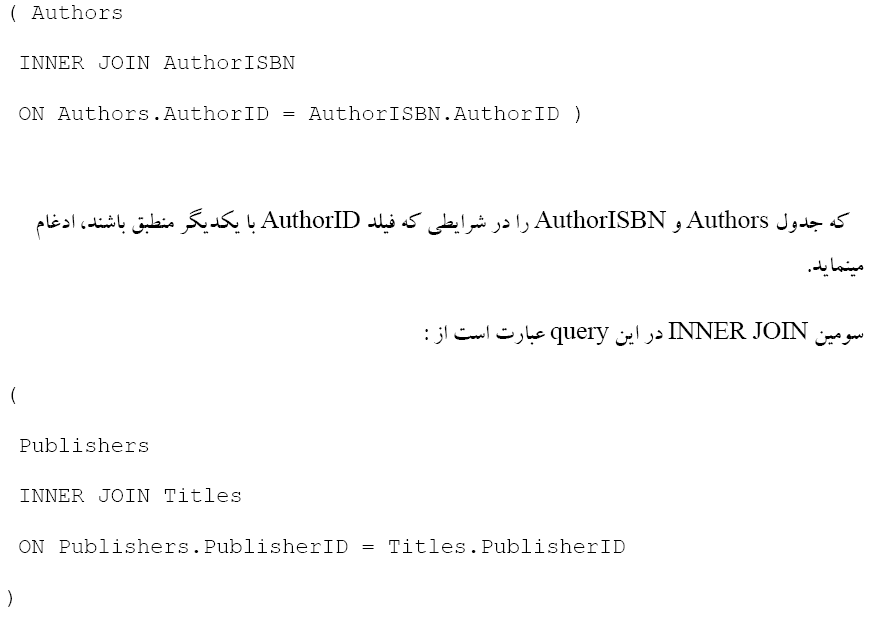 ( Authors
INNER JOIN AuthorISBN
ON Authors.AuthorID = AuthorISBN.AuthorID )
که جدول Authors و AuthorISBN را در شرایطی که فیلد AuthorID با یکدیگر منطبق باشند، ادغام
مینماید.
سومین INNER JOIN در این query عبارت است از :
(
Publishers
INNER JOIN Titles
ON Publishers.PublisherID = Titles.PublisherID
)